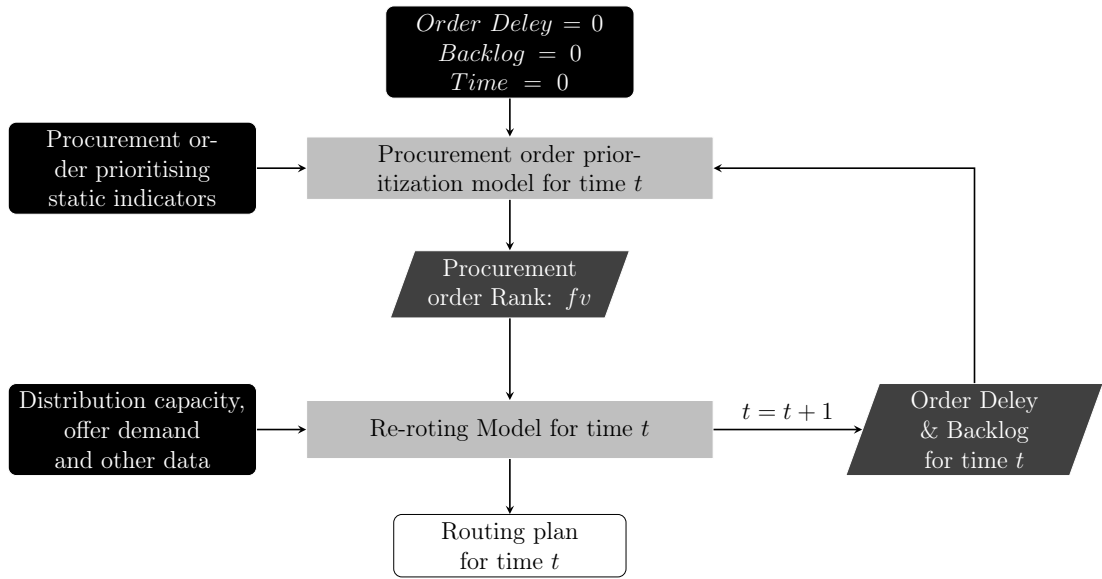 Order Deley = 0
Backlog = 0
Time = 0
Procurement or-
der prioritising
static indicators
Procurement order prior-
itization model for time t
Procurement
order Rank: fv
Distribution capacity,
offer demand
and other data
Re-roting Model for time t
t = t + 1
Order Deley
& Backlog
for time t
Routing plan
for time t